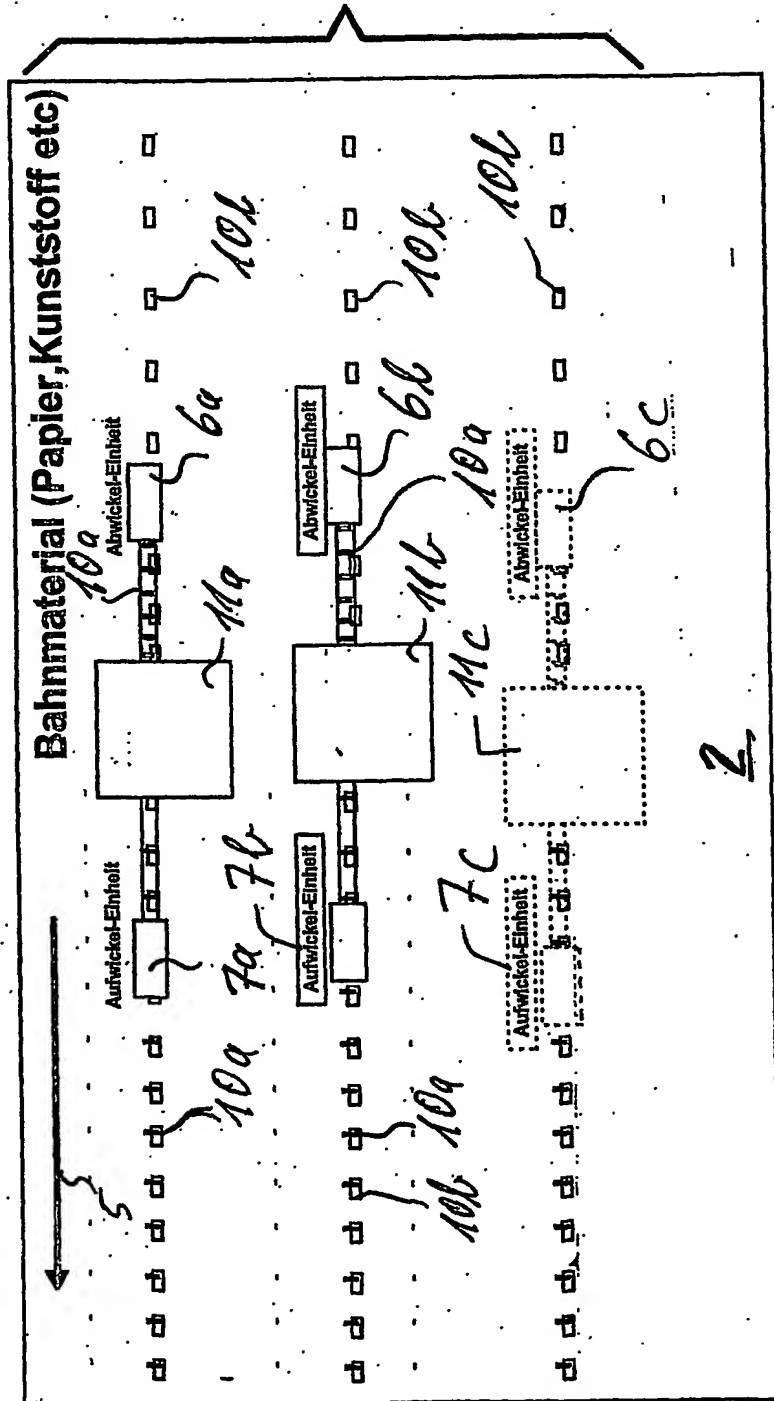 Bahnmaterial (Papier,Kunststoff etc)
5
10a
Abwickel-Einheit
6a
10b
11a
Aufwickel-Einheit
7a
10a
Abwickel-Einheit
6b
10b
10a
11b
Aufwickel-Einheit
7b
10a
10b
Abwickel-Einheit
6c
10b
11c
Aufwickel-Einheit
7c
2